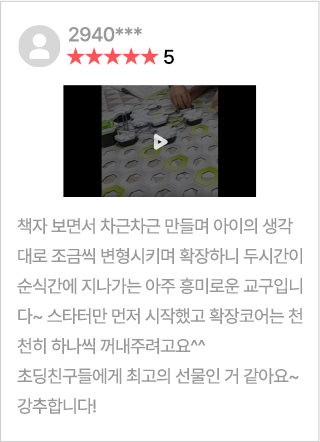 2940***
★★★★★ 5
책자 보면서 차근차근 만들며 아이의 생각
대로 조금씩 변형시키며 확장하니 두시간이
순식간에 지나가는 아주 흥미로운 교구입니
다~ 스타터만 먼저 시작했고 확장코어는 천
천히 하나씩 꺼내주려고요^^
초딩친구들에게 최고의 선물인 거 같아요~
강추합니다!